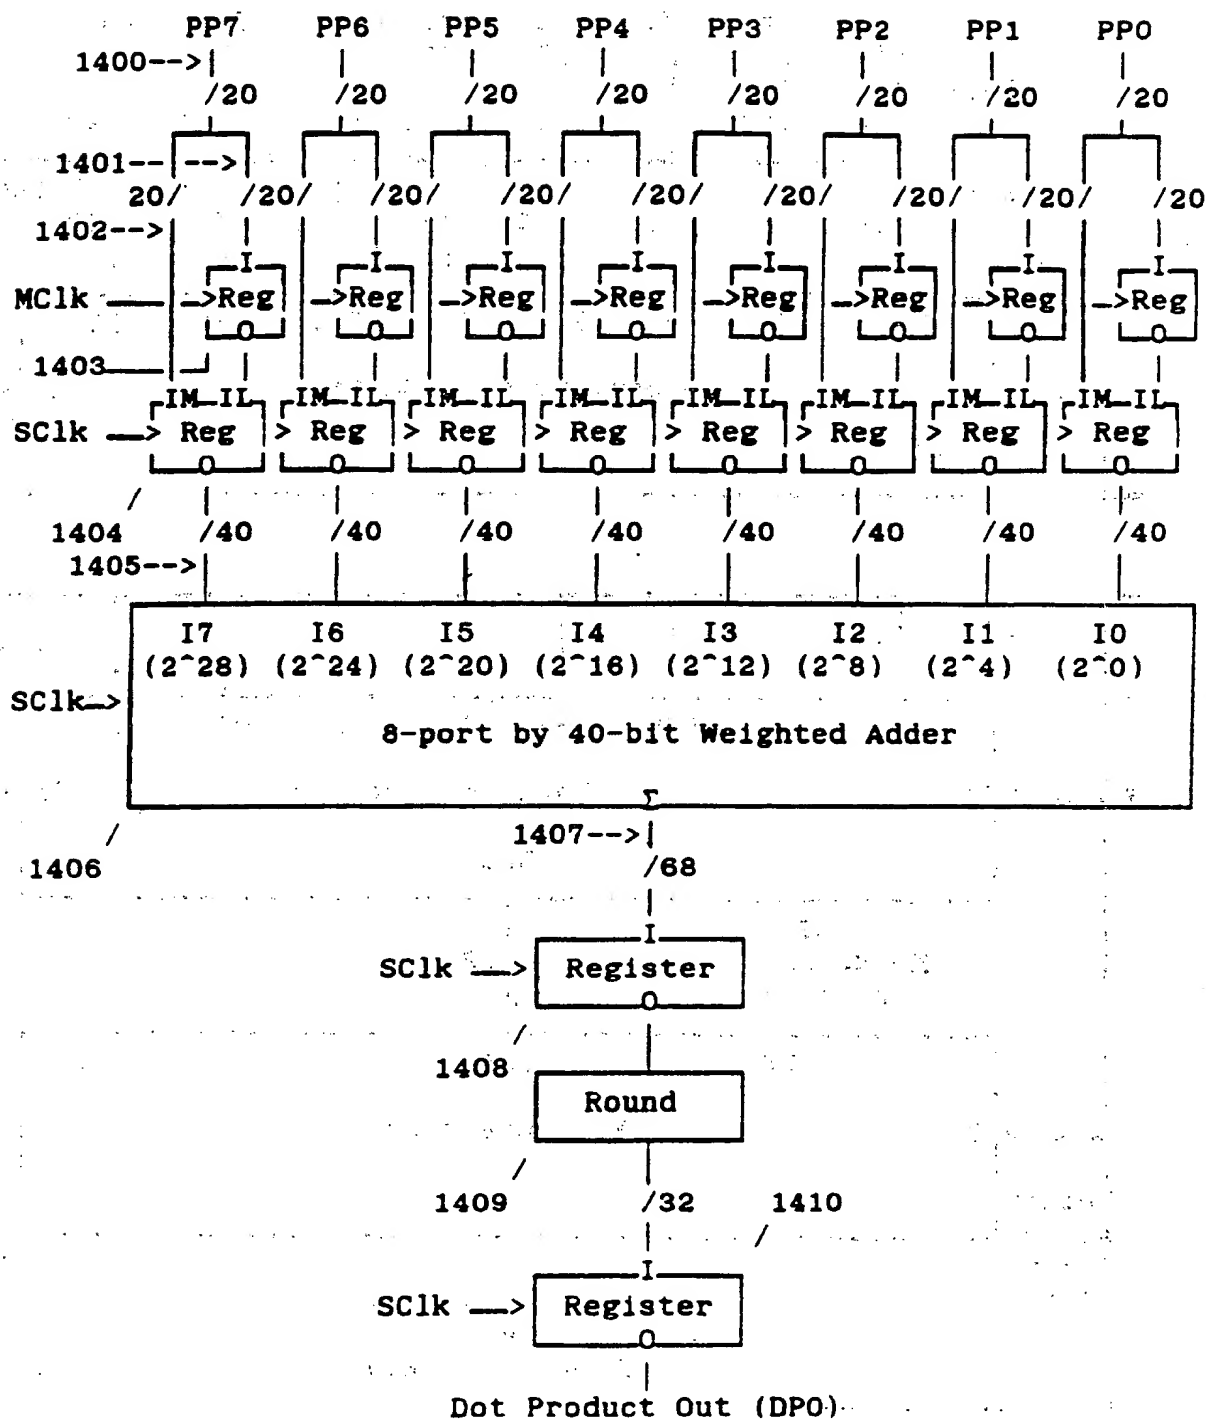 PP7 PP6 PP5 PP4 PP3 PP2 PP1 PP0
1400-->
/20 /20 /20 /20 /20 /20 /20 /20
1401-- -->
20/ /20/ /20/ /20/ /20/ /20/ /20/ /20/ /20
1402-->
I I I I I I I I
MClk —>Reg —>Reg —>Reg —>Reg —>Reg —>Reg —>Reg —>Reg
O O O O O O O O
1403
IM IL IM IL IM IL IM IL IM IL IM IL IM IL IM IL
SClk —> Reg > Reg > Reg > Reg > Reg > Reg > Reg > Reg
O O O O O O O O
1404 /40 /40 /40 /40 /40 /40 /40 /40
1405-->
I7 I6 I5 I4 I3 I2 I1 I0
(2^28) (2^24) (2^20) (2^16) (2^12) (2^8) (2^4) (2^0)
SClk—>
8-port by 40-bit Weighted Adder
Σ
1407-->
1406 /68
I
SClk —> Register
O
1408
Round
1409 /32 1410
I
SClk —> Register
O
Dot Product Out (DPO)